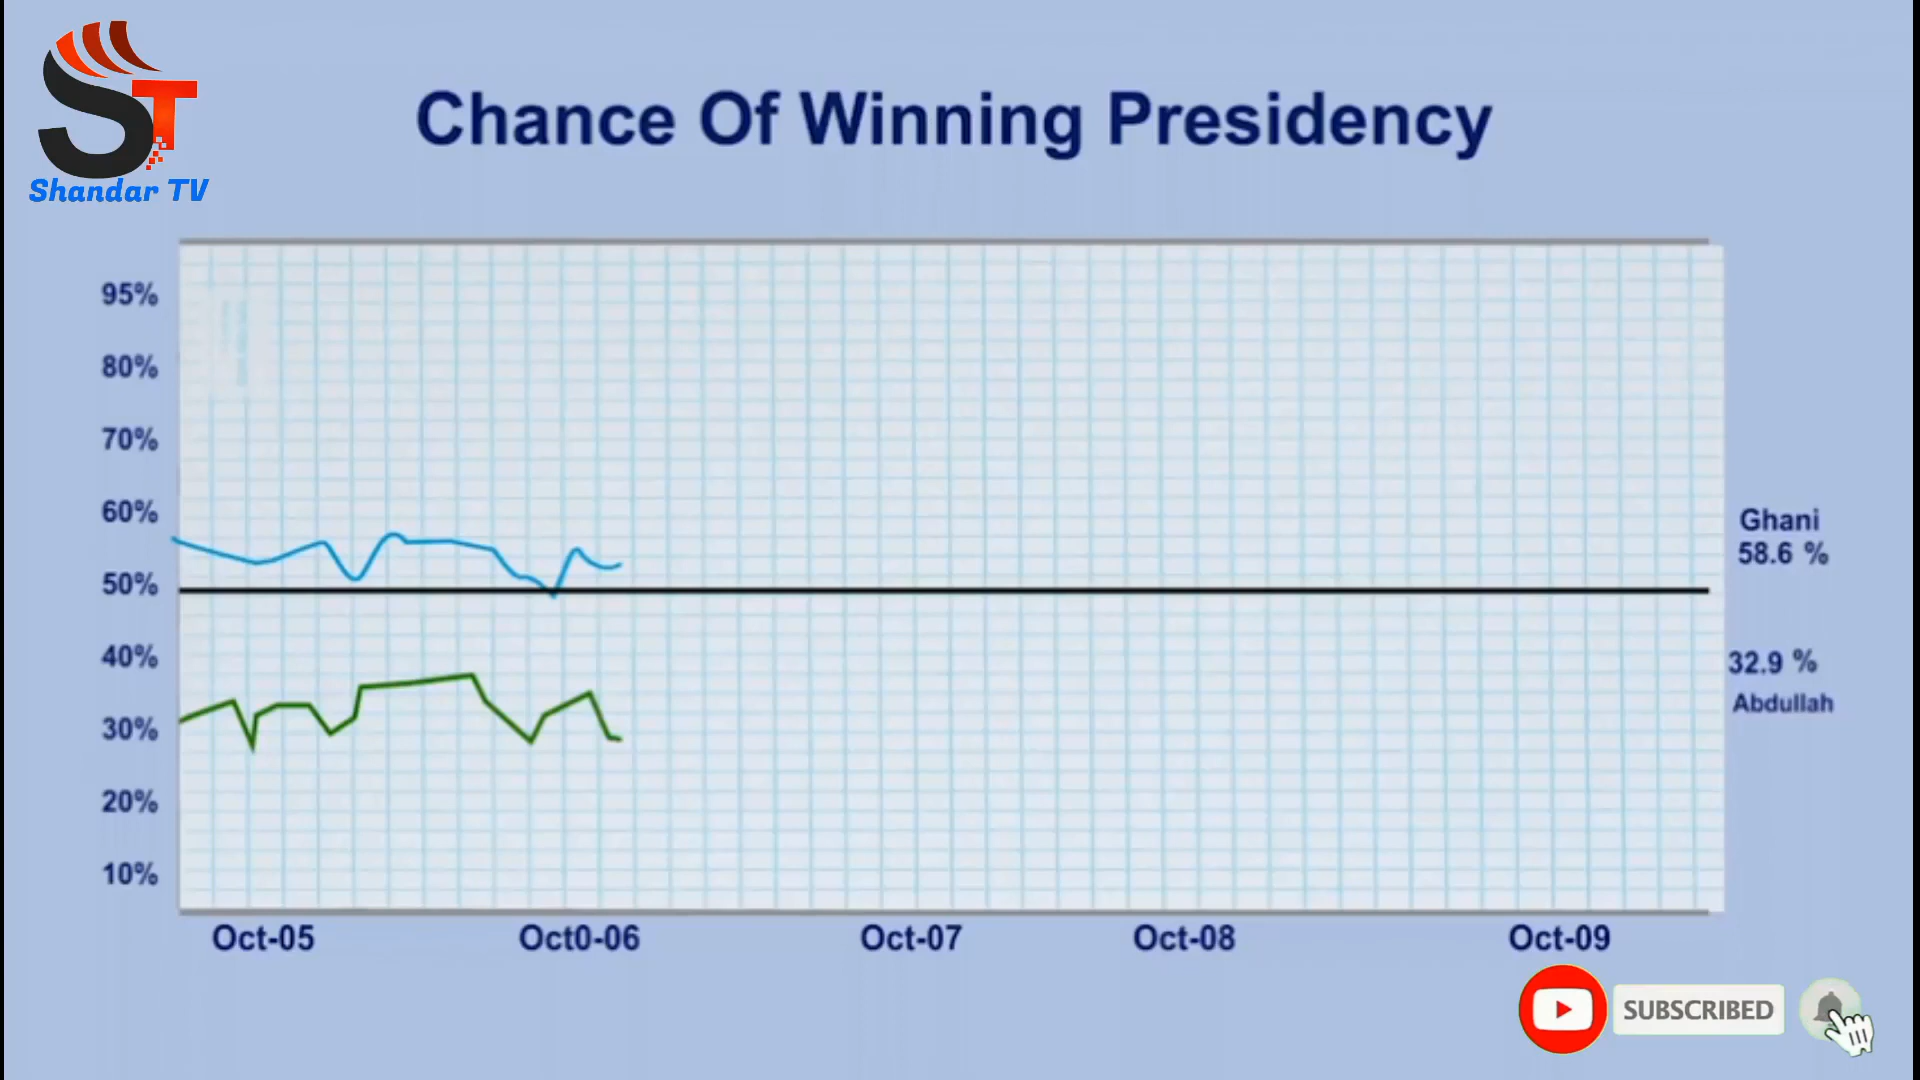 ST
Shandar TV
Chance Of Winning Presidency
95%
80%
70%
60%
50%
40%
30%
20%
10%
Ghani
58.6 %
32.9 %
Abdullah
Oct-05
Oct0-06
Oct-07
Oct-08
Oct-09
SUBSCRIBED